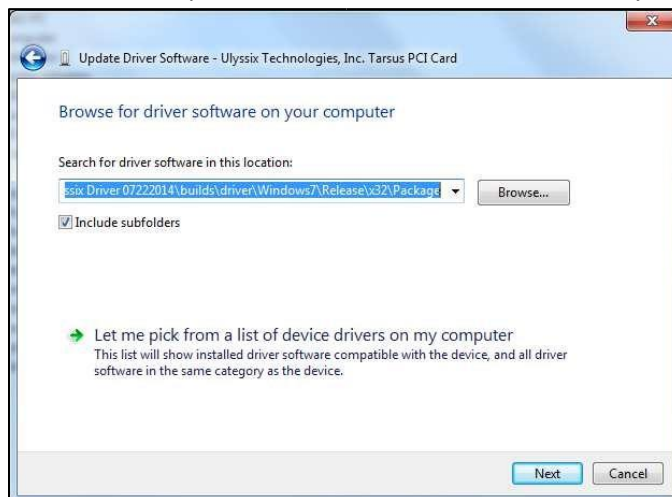 Update Driver Software - Ulyssix Technologies, Inc. Tarsus PCI Card
Browse for driver software on your computer
Search for driver software in this location:
ssix Driver 07222014\builds\driver\Windows7\Release\x32\Package
Browse...
Include subfolders
Let me pick from a list of device drivers on my computer
This list will show installed driver software compatible with the device, and all driver
software in the same category as the device.
Next
Cancel